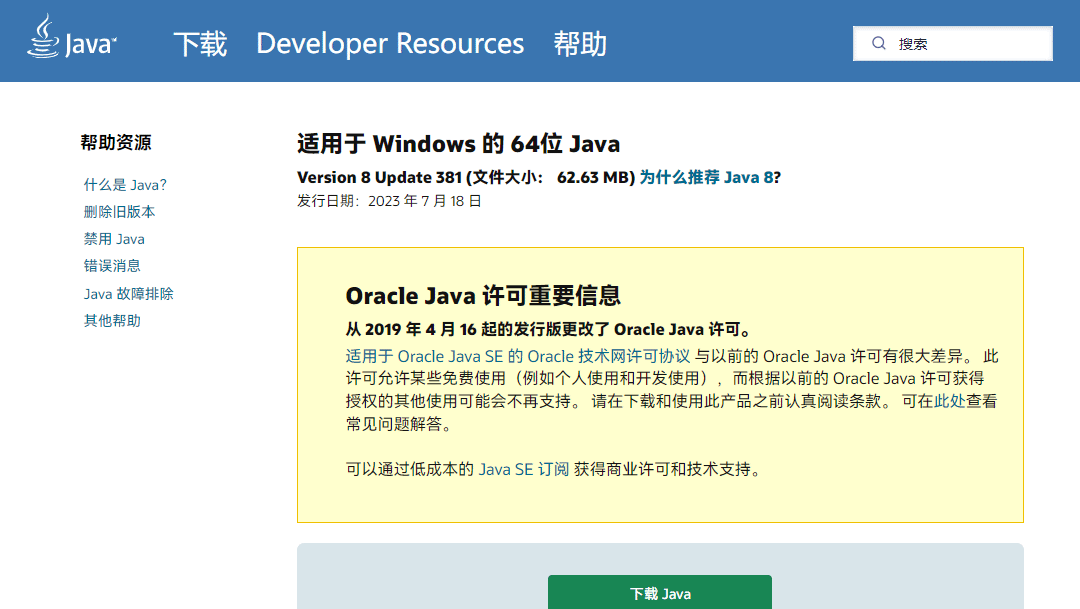 Java
下载
Developer Resources
帮助
搜索
帮助资源
什么是 Java?
删除旧版本
禁用 Java
错误消息
Java 故障排除
其他帮助
适用于 Windows 的 64位 Java
Version 8 Update 381 (文件大小： 62.63 MB) 为什么推荐 Java 8?
发行日期：2023 年 7 月 18 日
Oracle Java 许可重要信息
从 2019 年 4 月 16 起的发行版更改了 Oracle Java 许可。
适用于 Oracle Java SE 的 Oracle 技术网许可协议 与以前的 Oracle Java 许可有很大差异。 此
许可允许某些免费使用（例如个人使用和开发使用），而根据以前的 Oracle Java 许可获得
授权的其他使用可能会不再支持。 请在下载和使用此产品之前认真阅读条款。 可在此处查看
常见问题解答。
可以通过低成本的 Java SE 订阅 获得商业许可和技术支持。
下载 Java